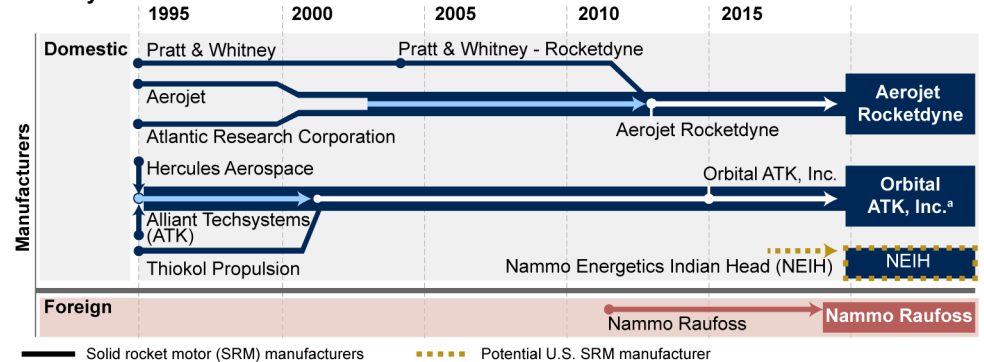 1995 2000 2005 2010 2015
Domestic
Pratt & Whitney
Pratt & Whitney - Rocketdyne
Aerojet
Aerojet
Rocketdyne
Atlantic Research Corporation
Aerojet Rocketdyne
Manufacturers
Hercules Aerospace
Orbital ATK, Inc.
Orbital
ATK, Inc.a
Alliant Techsystems
(ATK)
Thiokol Propulsion
Nammo Energetics Indian Head (NEIH)
NEIH
Foreign
Nammo Raufoss
Nammo Raufoss
Solid rocket motor (SRM) manufacturers
Potential U.S. SRM manufacturer